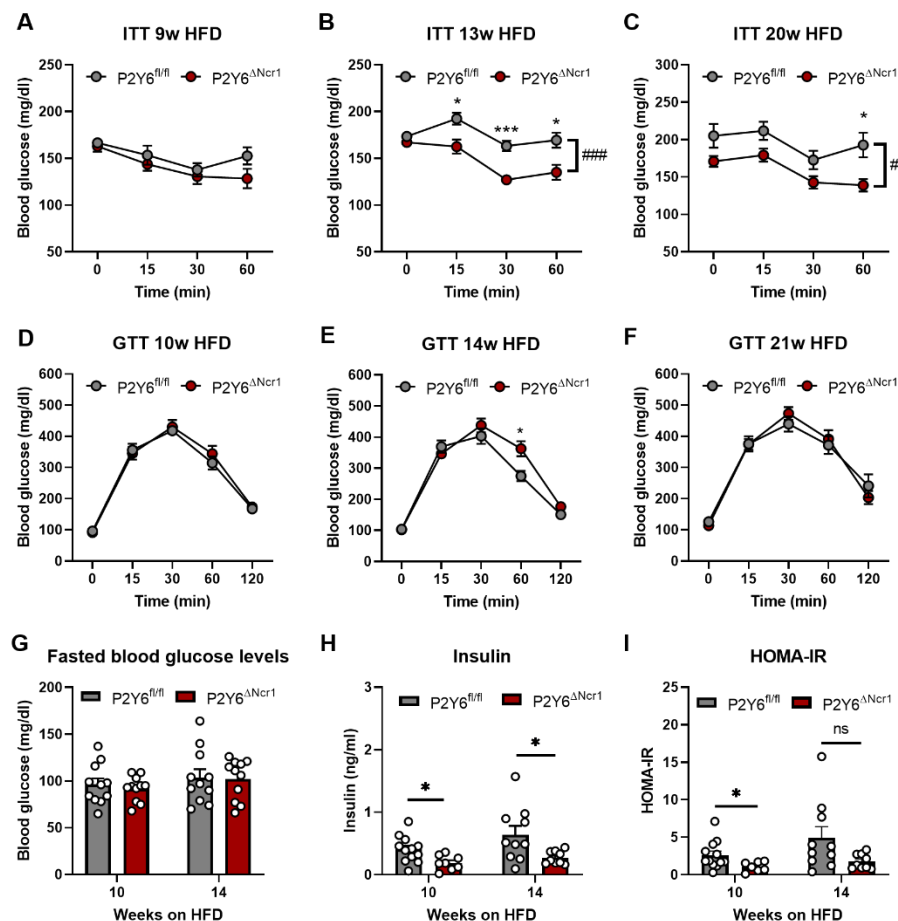 A
ITT 9w HFD
P2Y6fl/fl P2Y6ΔNcr1
Blood glucose (mg/dl)
250
200
150
100
50
0 15 30 60
Time (min)
B
ITT 13w HFD
P2Y6fl/fl P2Y6ΔNcr1
Blood glucose (mg/dl)
250
200
150
100
50
* *** *
###
0 15 30 60
Time (min)
C
ITT 20w HFD
P2Y6fl/fl P2Y6ΔNcr1
Blood glucose (mg/dl)
300
250
200
150
100
50
*
#
0 15 30 60
Time (min)
D
GTT 10w HFD
P2Y6fl/fl P2Y6ΔNcr1
Blood glucose (mg/dl)
600
500
400
300
200
100
0
0 15 30 60 120
Time (min)
E
GTT 14w HFD
P2Y6fl/fl P2Y6ΔNcr1
Blood glucose (mg/dl)
600
500
400
300
200
100
0
*
0 15 30 60 120
Time (min)
F
GTT 21w HFD
P2Y6fl/fl P2Y6ΔNcr1
Blood glucose (mg/dl)
600
500
400
300
200
100
0
0 15 30 60 120
Time (min)
G
Fasted blood glucose levels
P2Y6fl/fl P2Y6ΔNcr1
Blood glucose (mg/dl)
200
150
100
50
0
10 14
Weeks on HFD
H
Insulin
P2Y6fl/fl P2Y6ΔNcr1
Insulin (ng/ml)
3
2
1
0
* *
10 14
Weeks on HFD
I
HOMA-IR
P2Y6fl/fl P2Y6ΔNcr1
HOMA-IR
25
20
15
10
5
0
* ns
10 14
Weeks on HFD